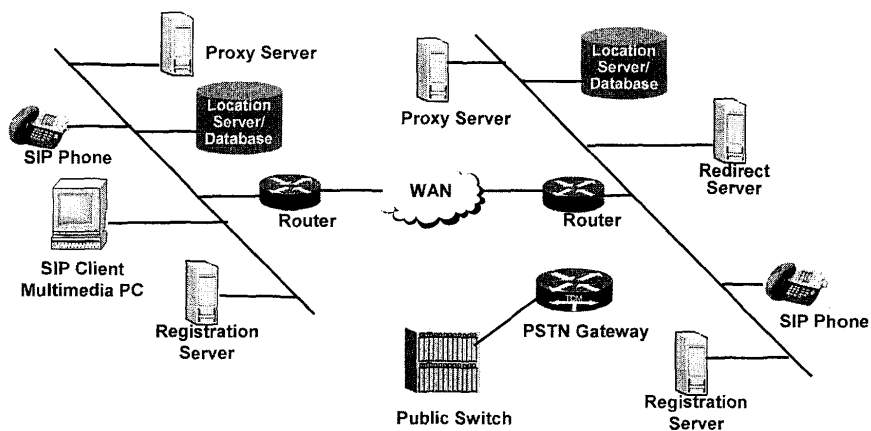 Proxy Server
Location
Server/
Database
SIP Phone
Router
SIP Client
Multimedia PC
Registration
Server
WAN
Proxy Server
Location
Server/
Database
Redirect
Server
Router
SIP Phone
TDM
PSTN Gateway
Public Switch
Registration
Server